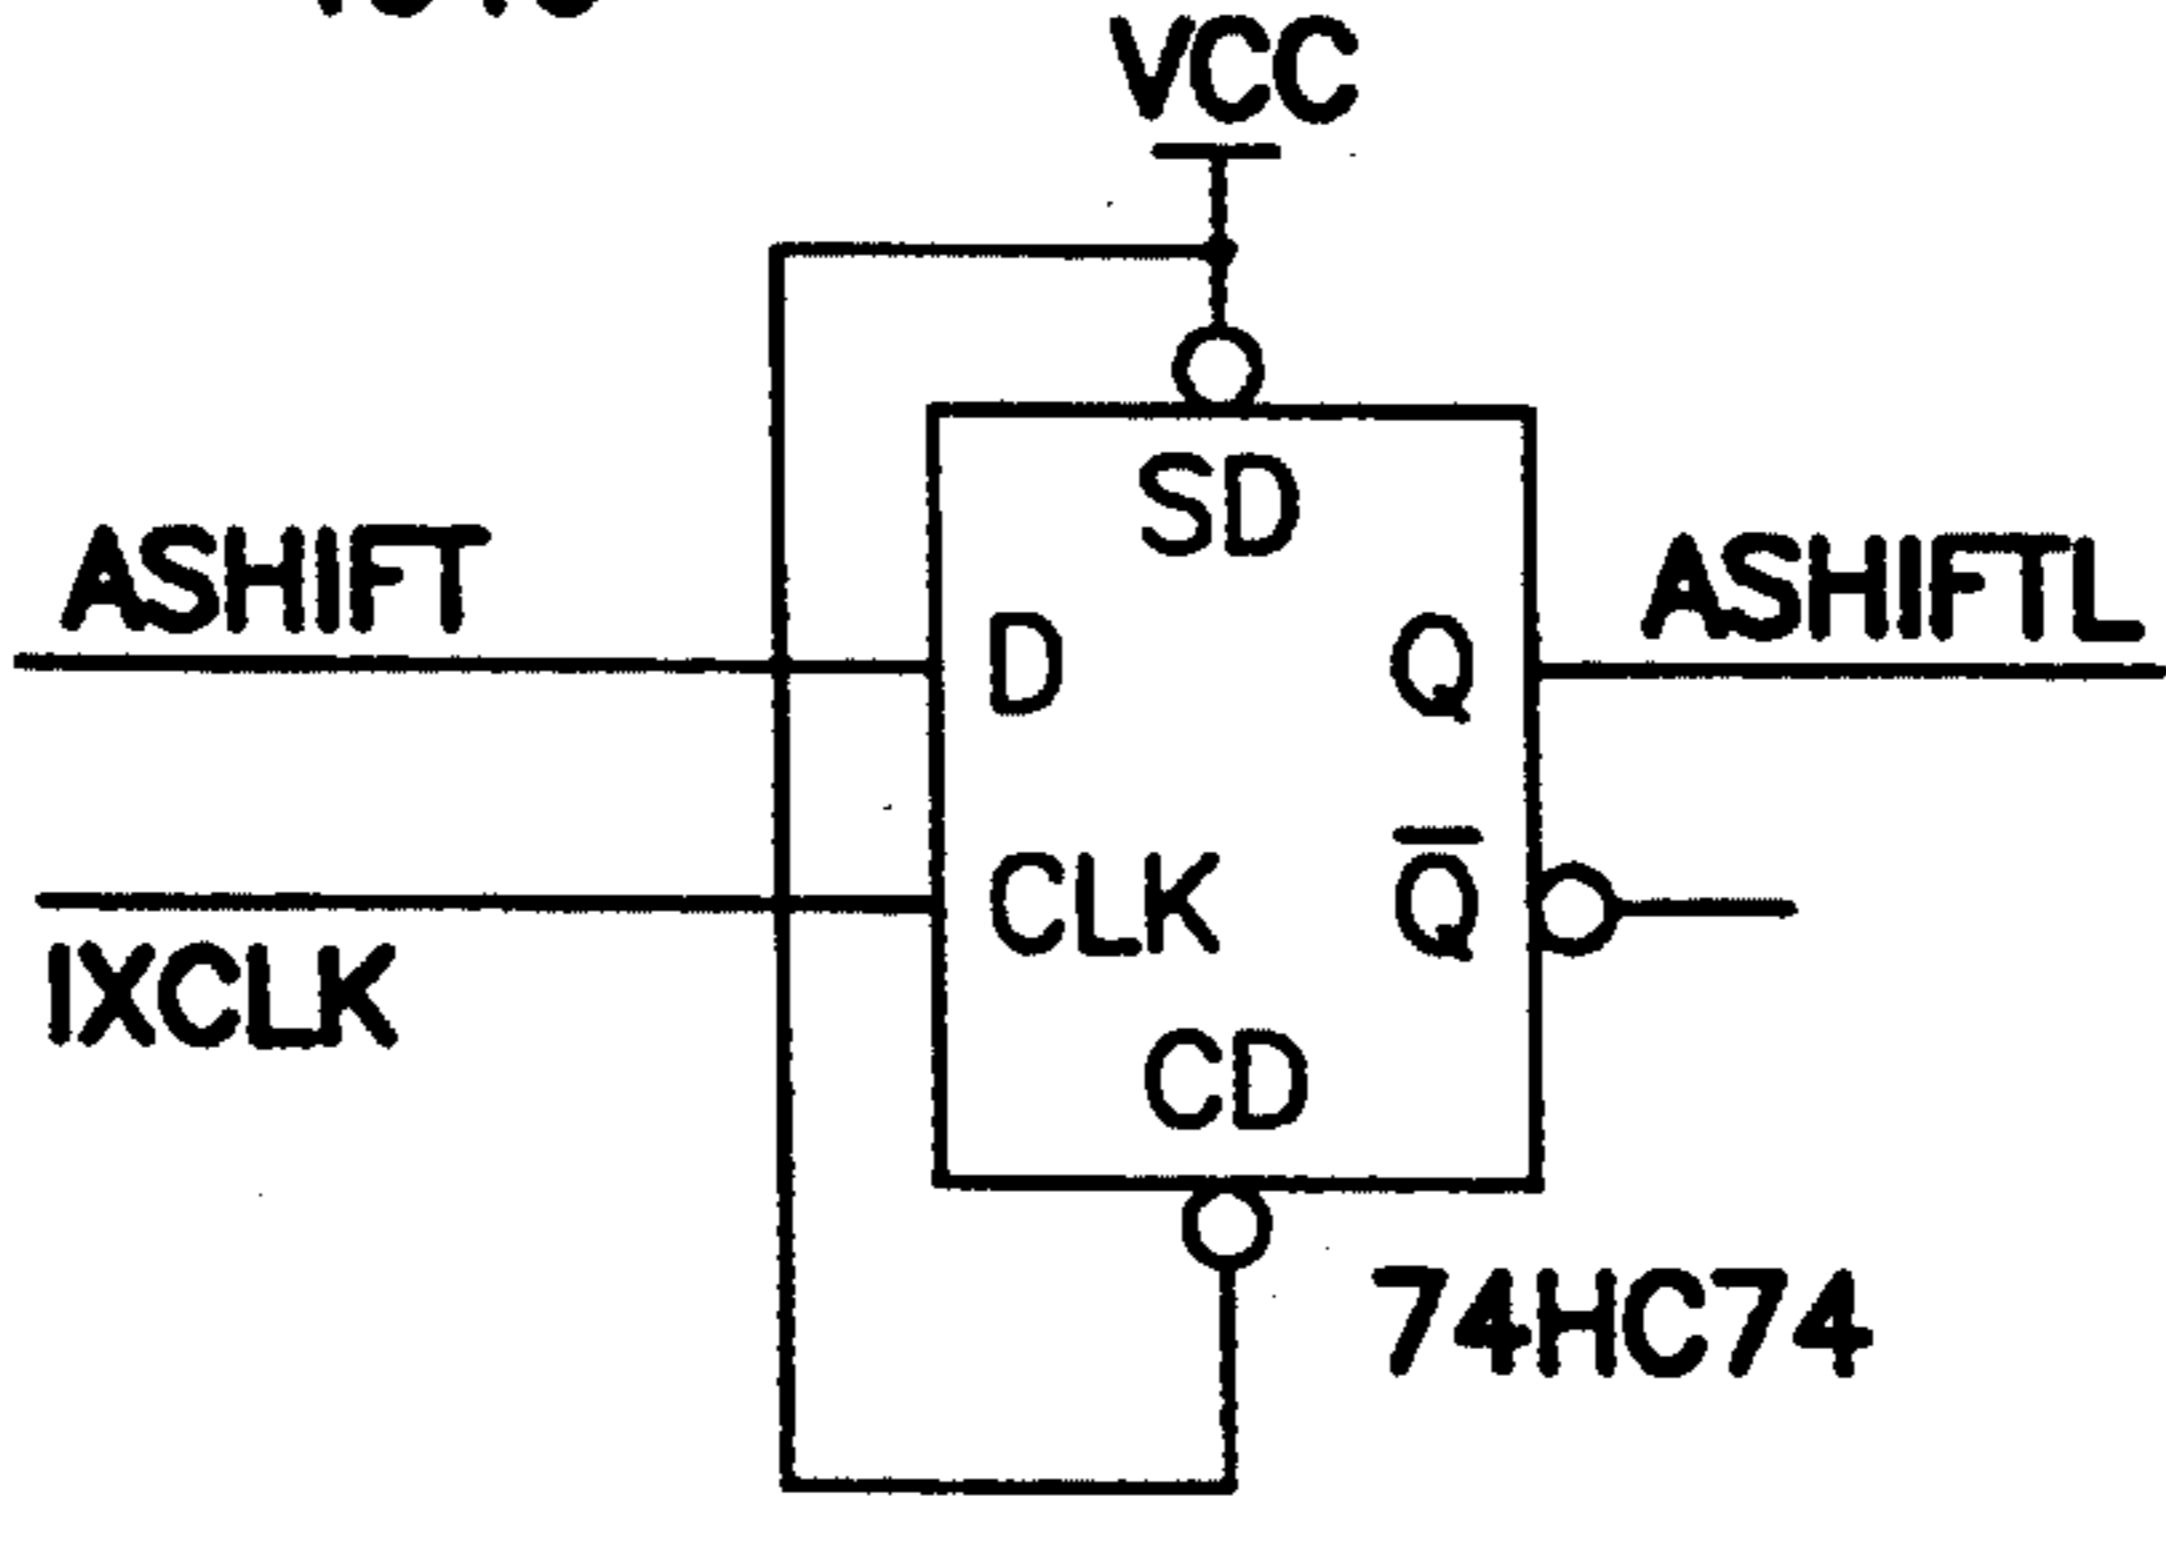 VCC
SD
ASHIFT
ASHIFTL
D
Q
CLK
Q̅
IXCLK
CD
74HC74